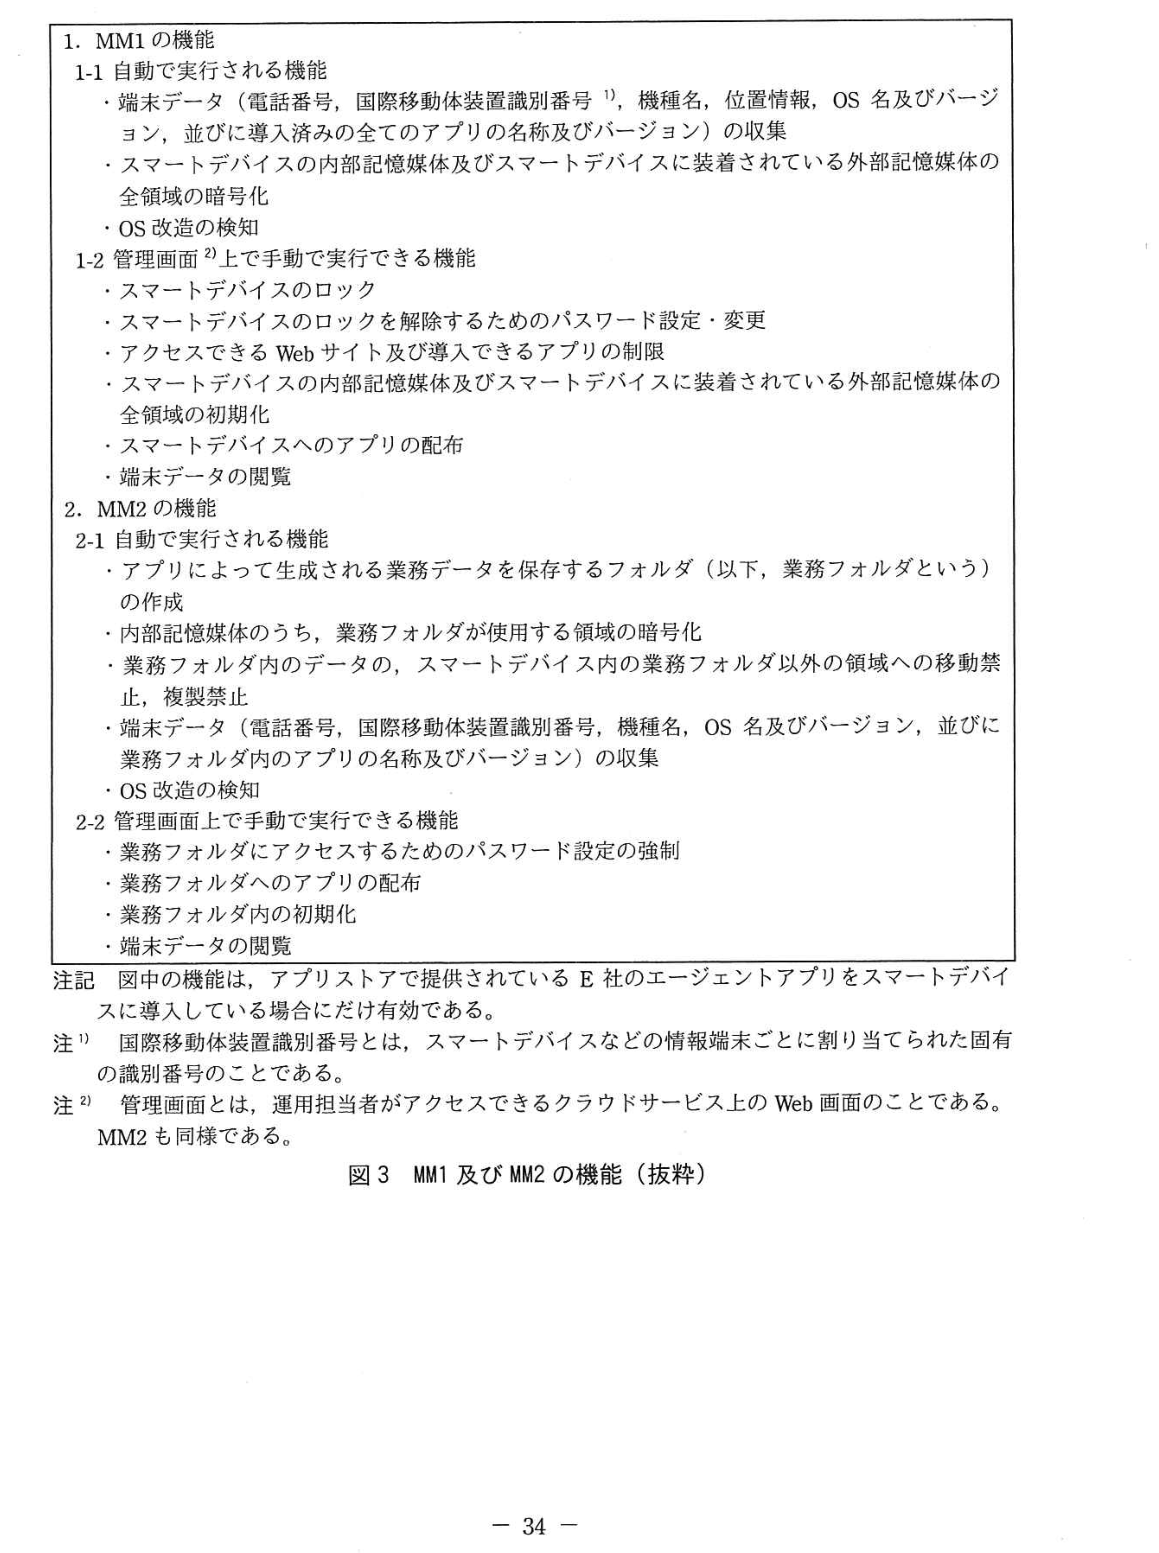 1．MM1 の機能
1-1 自動で実行される機能
・端末データ（電話番号，国際移動体装置識別番号 1)，機種名，位置情報，OS 名及びバージ
ョン，並びに導入済みの全てのアプリの名称及びバージョン）の収集
・スマートデバイスの内部記憶媒体及びスマートデバイスに装着されている外部記憶媒体の
全領域の暗号化
・OS 改造の検知
1-2 管理画面 2)上で手動で実行できる機能
・スマートデバイスのロック
・スマートデバイスのロックを解除するためのパスワード設定・変更
・アクセスできる Web サイト及び導入できるアプリの制限
・スマートデバイスの内部記憶媒体及びスマートデバイスに装着されている外部記憶媒体の
全領域の初期化
・スマートデバイスへのアプリの配布
・端末データの閲覧
2．MM2 の機能
2-1 自動で実行される機能
・アプリによって生成される業務データを保存するフォルダ（以下，業務フォルダという）
の作成
・内部記憶媒体のうち，業務フォルダが使用する領域の暗号化
・業務フォルダ内のデータの，スマートデバイス内の業務フォルダ以外の領域への移動禁
止，複製禁止
・端末データ（電話番号，国際移動体装置識別番号，機種名，OS 名及びバージョン，並びに
業務フォルダ内のアプリの名称及びバージョン）の収集
・OS 改造の検知
2-2 管理画面上で手動で実行できる機能
・業務フォルダにアクセスするためのパスワード設定の強制
・業務フォルダへのアプリの配布
・業務フォルダ内の初期化
・端末データの閲覧
注記　図中の機能は，アプリストアで提供されている E 社のエージェントアプリをスマートデバイ
スに導入している場合にだけ有効である。
注 1)　国際移動体装置識別番号とは，スマートデバイスなどの情報端末ごとに割り当てられた固有
の識別番号のことである。
注 2)　管理画面とは，運用担当者がアクセスできるクラウドサービス上の Web 画面のことである。
MM2 も同様である。
図 3　MM1 及び MM2 の機能（抜粋）
― 34 ―